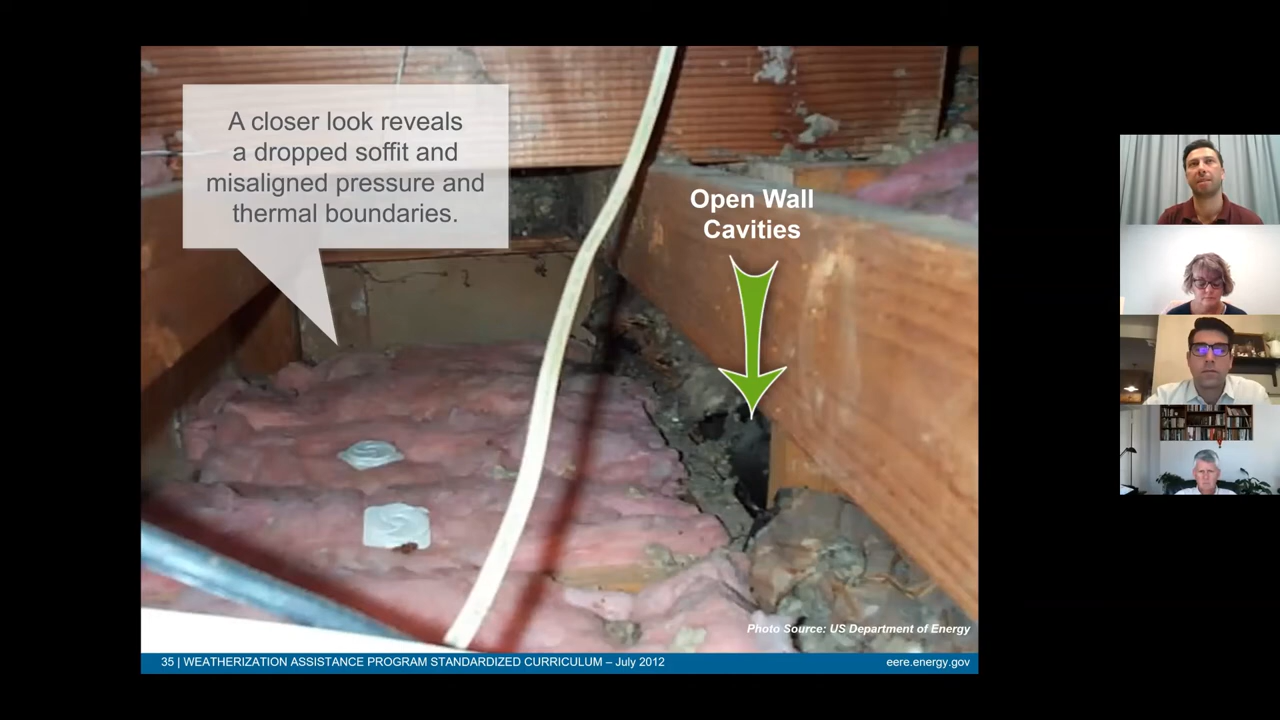 A closer look reveals
a dropped soffit and
misaligned pressure and
thermal boundaries.
Open Wall
Cavities
Photo Source: US Department of Energy
35 | WEATHERIZATION ASSISTANCE PROGRAM STANDARDIZED CURRICULUM – July 2012
eere.energy.gov